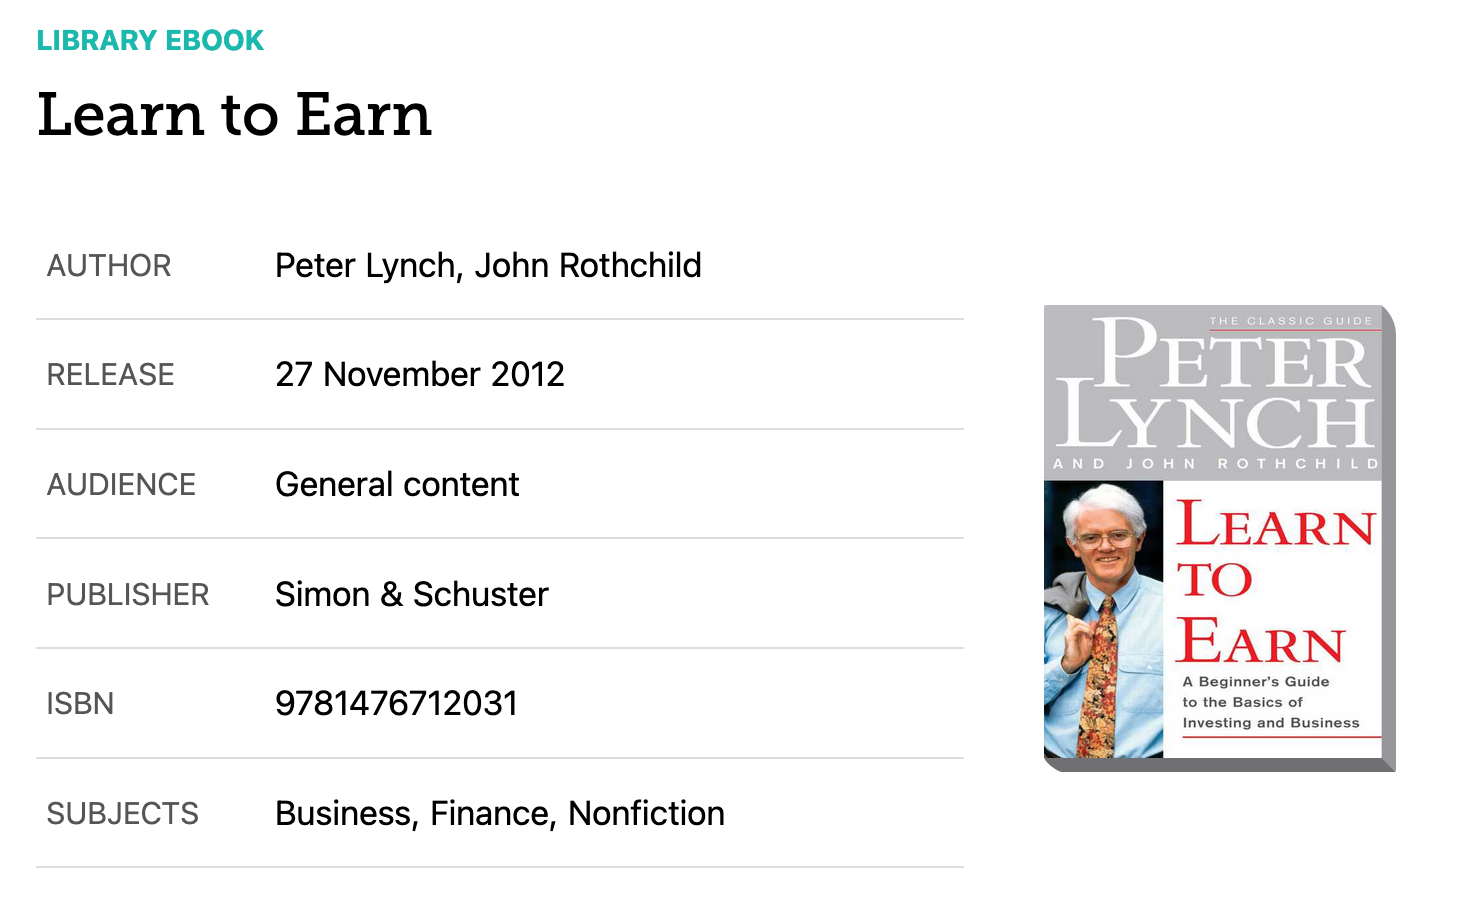 LIBRARY EBOOK
Learn to Earn
AUTHOR Peter Lynch, John Rothchild
RELEASE 27 November 2012
AUDIENCE General content
PUBLISHER Simon & Schuster
ISBN 9781476712031
SUBJECTS Business, Finance, Nonfiction
THE CLASSIC GUIDE
PETER
LYNCH
AND JOHN ROTHCHILD
LEARN
TO
EARN
A Beginner's Guide
to the Basics of
Investing and Business